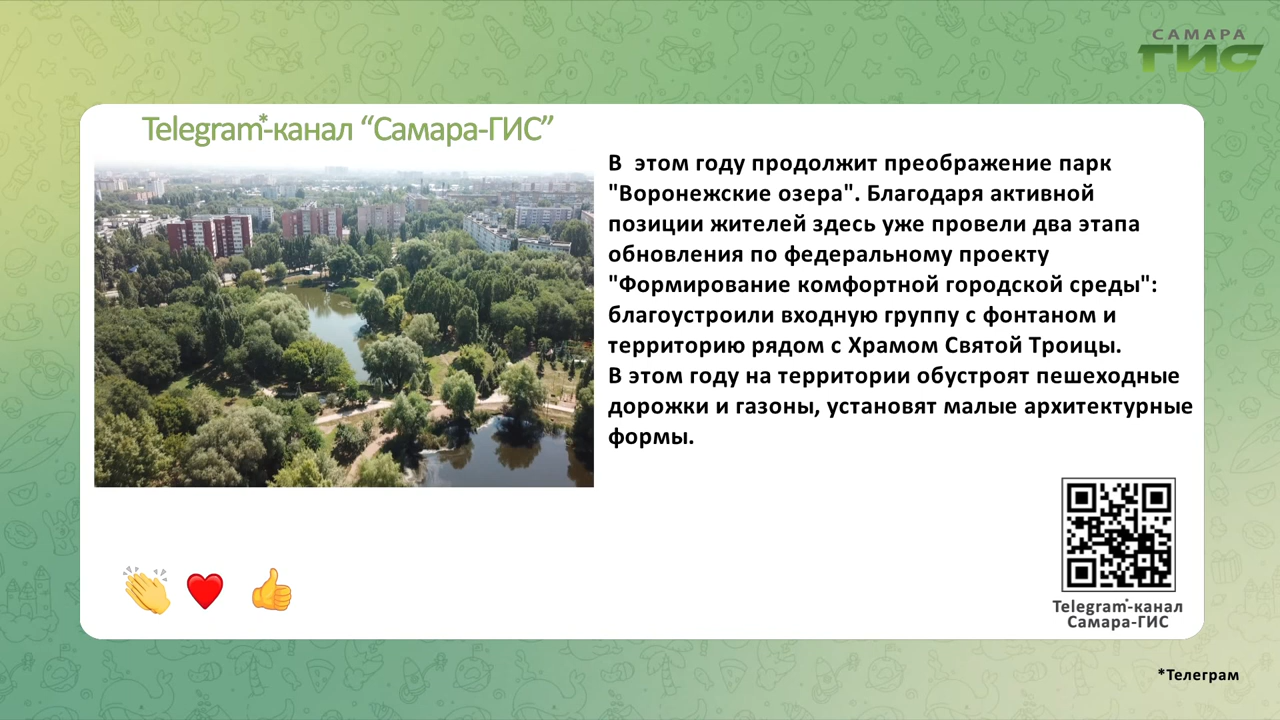 САМАРА
ГИС
Telegram*-канал “Самара-ГИС”
В  этом году продолжит преображение парк
"Воронежские озера". Благодаря активной
позиции жителей здесь уже провели два этапа
обновления по федеральному проекту
"Формирование комфортной городской среды":
благоустроили входную группу с фонтаном и
территорию рядом с Храмом Святой Троицы.
В этом году на территории обустроят пешеходные
дорожки и газоны, установят малые архитектурные
формы.
Telegram*-канал
Самара-ГИС
*Телеграм